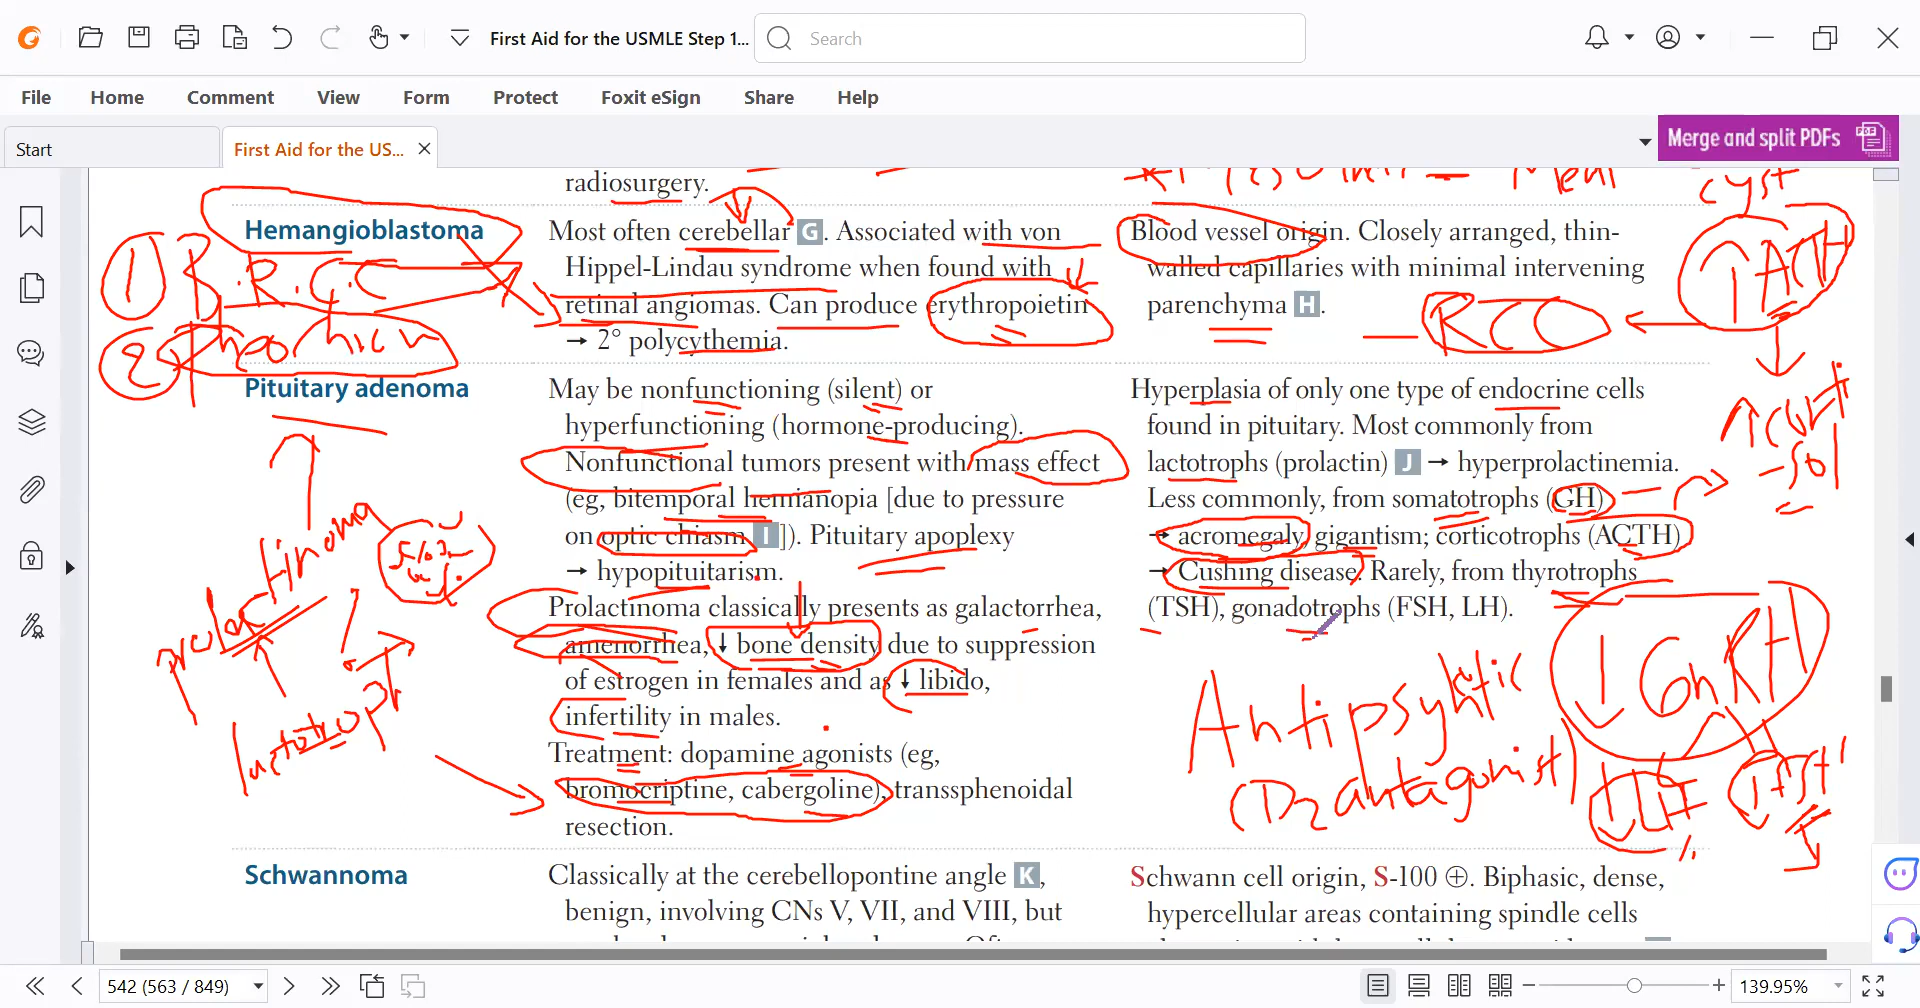 First Aid for the USMLE Step 1...
Search
File
Home
Comment
View
Form
Protect
Foxit eSign
Share
Help
Start
First Aid for the US...
Merge and split PDFs
radiosurgery.
cyst
Hemangioblastoma
Most often cerebellar G. Associated with von
Hippel-Lindau syndrome when found with
retinal angiomas. Can produce erythropoietin
→ 2° polycythemia.
Blood vessel origin. Closely arranged, thin-
walled capillaries with minimal intervening
parenchyma H.
① B.R.C.C
②
RCC
↑ACTH
↑
-sol
Pituitary adenoma
May be nonfunctioning (silent) or
hyperfunctioning (hormone-producing).
Nonfunctional tumors present with mass effect
(eg, bitemporal hemianopia [due to pressure
on optic chiasm I]). Pituitary apoplexy
→ hypopituitarism.
Prolactinoma classically presents as galactorrhea,
amenorrhea, ↓ bone density due to suppression
of estrogen in females and as ↓ libido,
infertility in males.
Treatment: dopamine agonists (eg,
bromocriptine, cabergoline), transsphenoidal
resection.
Hyperplasia of only one type of endocrine cells
found in pituitary. Most commonly from
lactotrophs (prolactin) J → hyperprolactinemia.
Less commonly, from somatotrophs (GH)
→ acromegaly, gigantism; corticotrophs (ACTH)
→ Cushing disease. Rarely, from thyrotrophs
(TSH), gonadotrophs (FSH, LH).
prolactinoma
lactotroph
↓GnRH
(D2 antagonist)
Schwannoma
Classically at the cerebellopontine angle K,
benign, involving CNs V, VII, and VIII, but
Schwann cell origin, S-100 ⊕. Biphasic, dense,
hypercellular areas containing spindle cells
542 (563 / 849)
139.95%